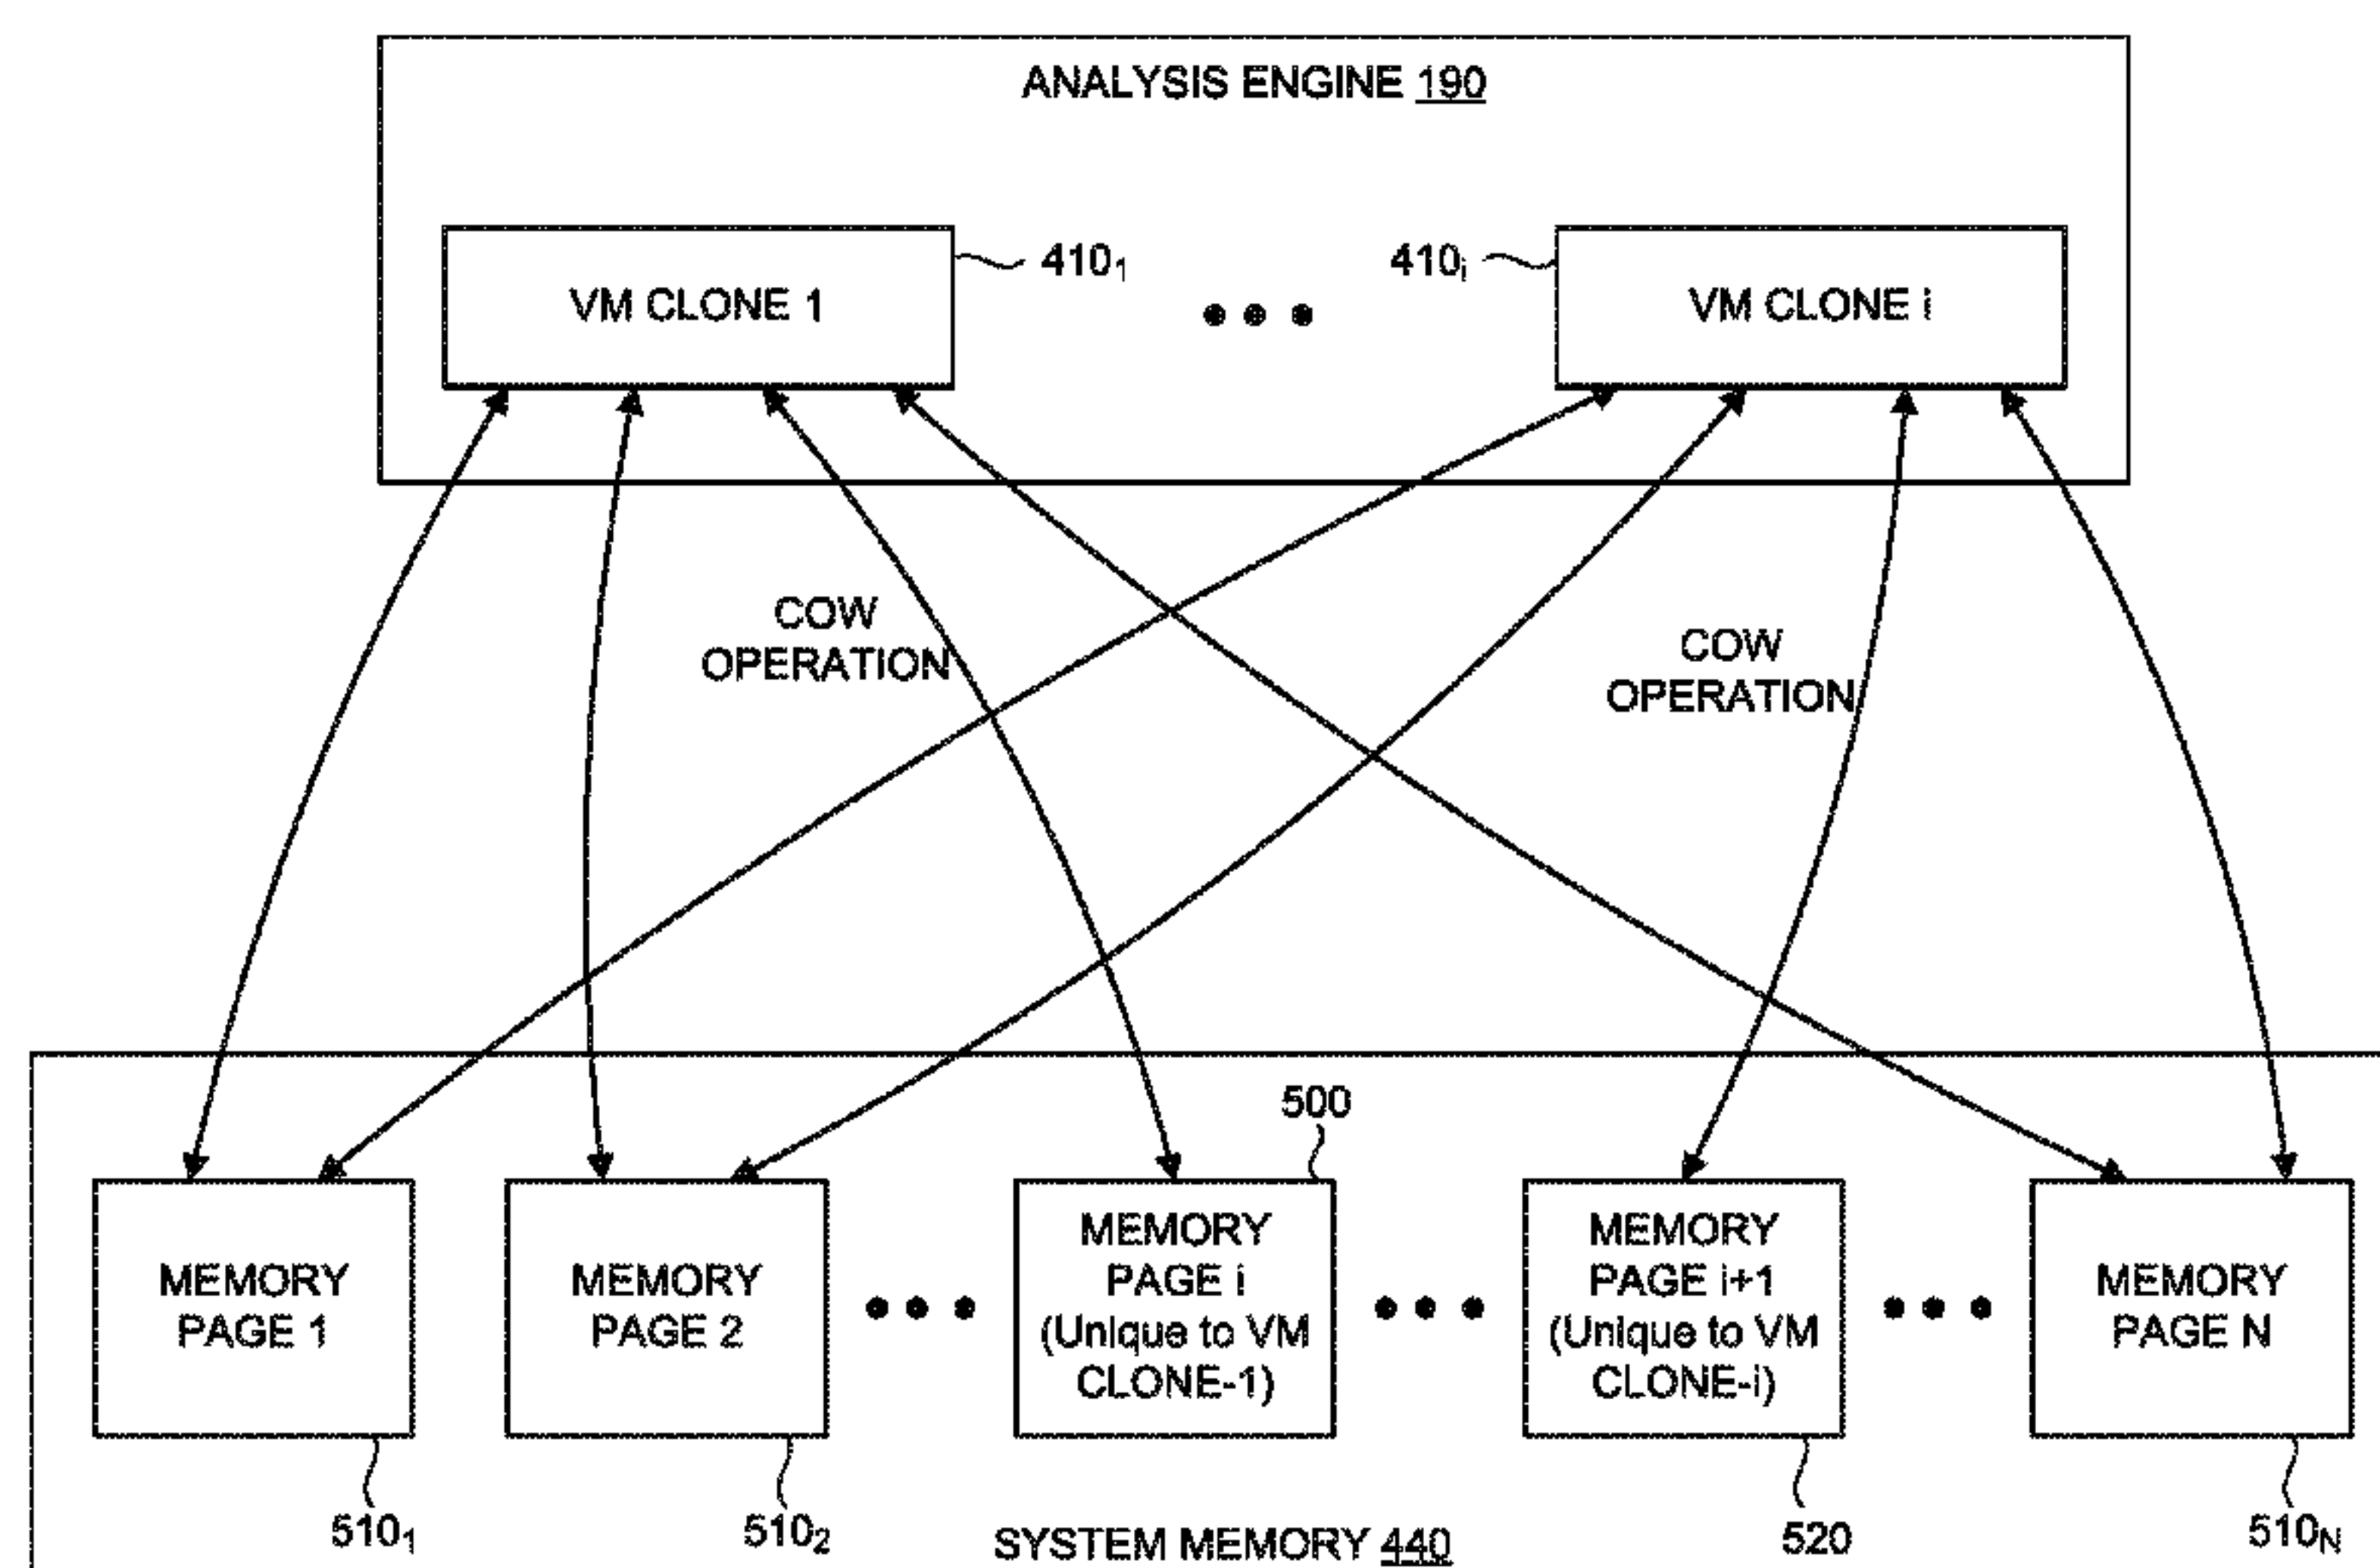 ANALYSIS ENGINE 190
VM CLONE 1
410₁
410ᵢ
VM CLONE i
COW
OPERATION
COW
OPERATION
500
MEMORY
PAGE 1
MEMORY
PAGE 2
MEMORY
PAGE i
(Unique to VM
CLONE-1)
MEMORY
PAGE i+1
(Unique to VM
CLONE-i)
MEMORY
PAGE N
510₁
510₂
SYSTEM MEMORY 440
520
510N